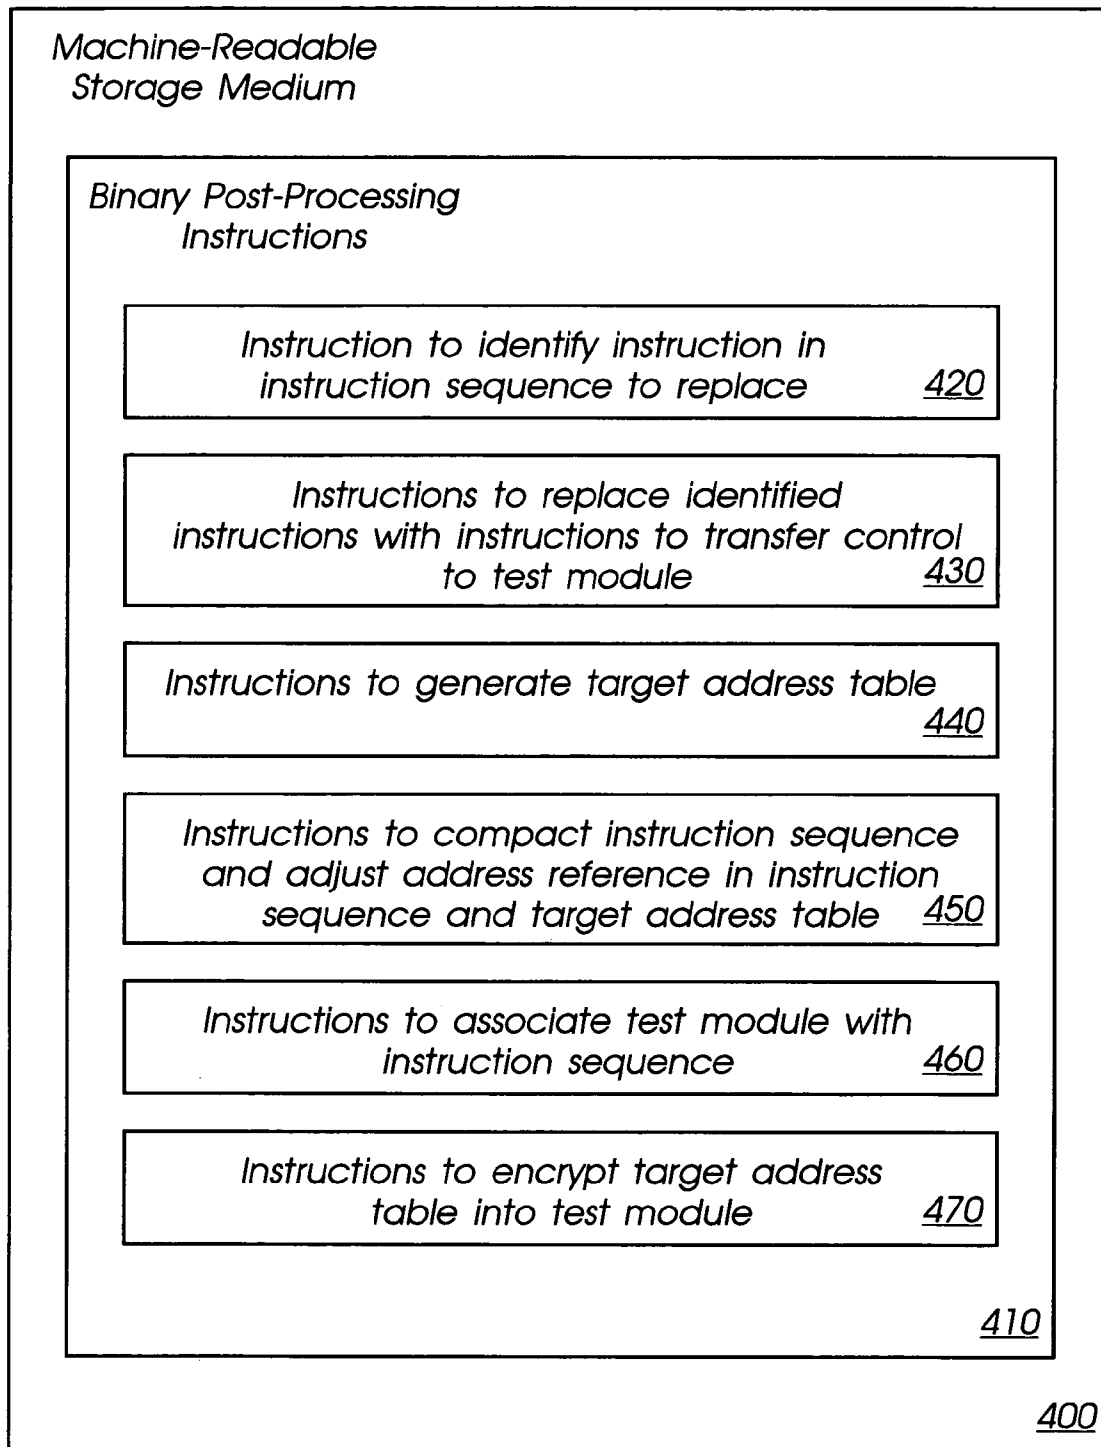 Machine-Readable
Storage Medium
Binary Post-Processing
Instructions
Instruction to identify instruction in
instruction sequence to replace 420
Instructions to replace identified
instructions with instructions to transfer control
to test module 430
Instructions to generate target address table
440
Instructions to compact instruction sequence
and adjust address reference in instruction
sequence and target address table 450
Instructions to associate test module with
instruction sequence 460
Instructions to encrypt target address
table into test module 470
410
400